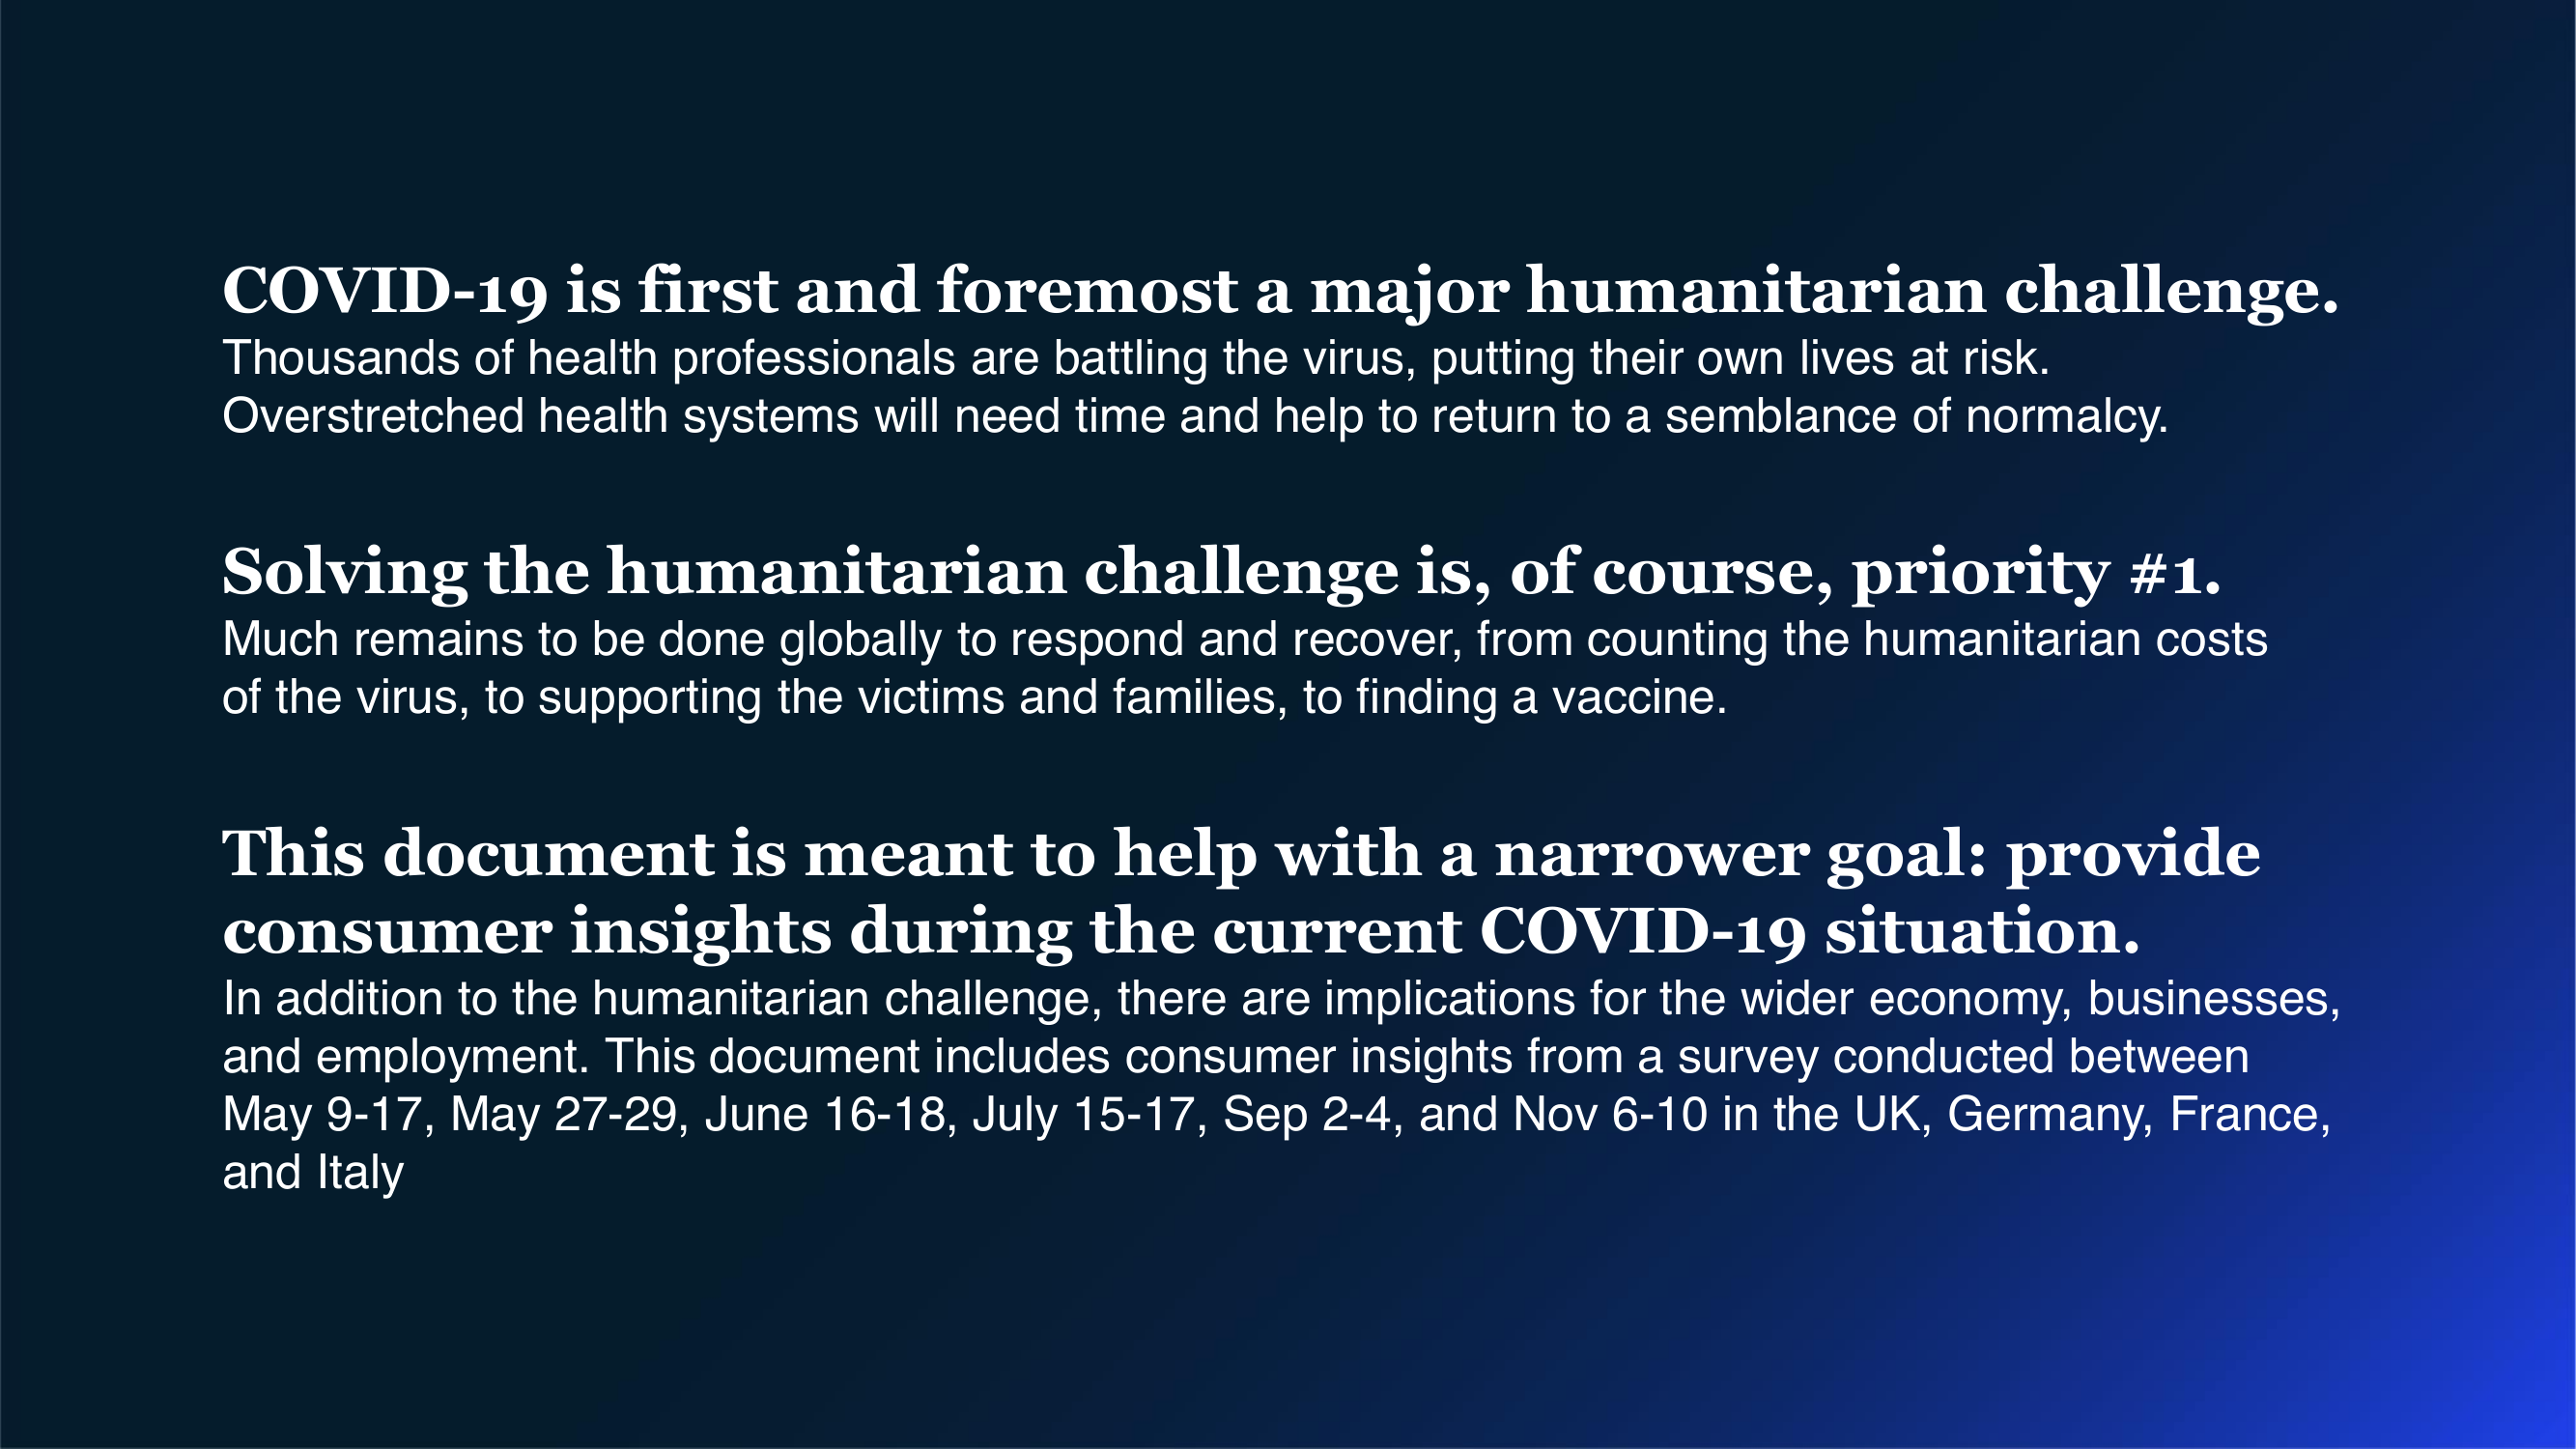 COVID-19 is first and foremost a major humanitarian challenge.
Thousands of health professionals are battling the virus, putting their own lives at risk.
Overstretched health systems will need time and help to return to a semblance of normalcy.
Solving the humanitarian challenge is, of course, priority #1.
Much remains to be done globally to respond and recover, from counting the humanitarian costs
of the virus, to supporting the victims and families, to finding a vaccine.
This document is meant to help with a narrower goal: provide
consumer insights during the current COVID-19 situation.
In addition to the humanitarian challenge, there are implications for the wider economy, businesses,
and employment. This document includes consumer insights from a survey conducted between
May 9-17, May 27-29, June 16-18, July 15-17, Sep 2-4, and Nov 6-10 in the UK, Germany, France,
and Italy